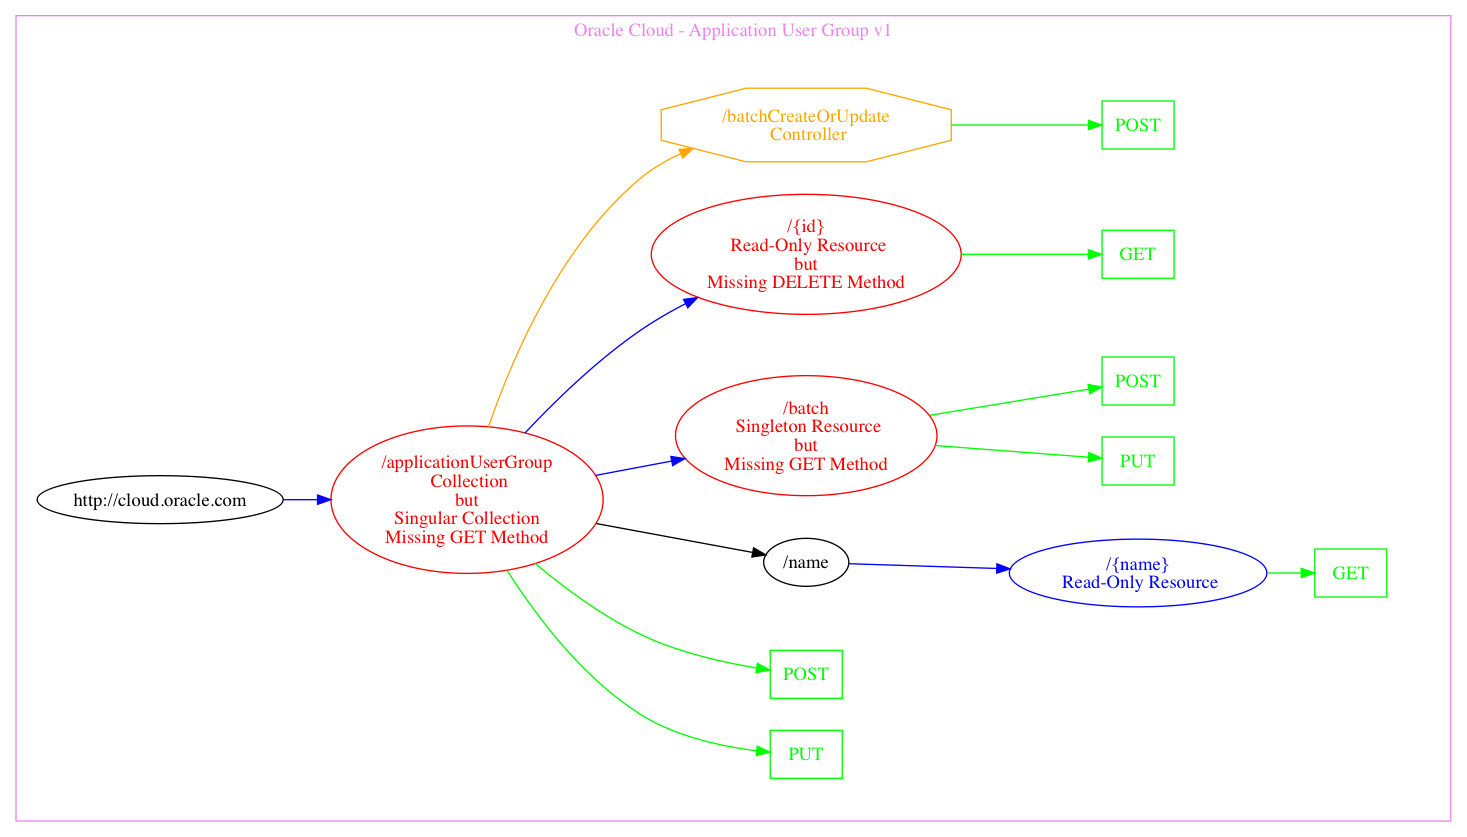 Oracle Cloud - Application User Group v1
/batchCreateOrUpdate
Controller
POST
/{id}
Read-Only Resource
but
Missing DELETE Method
GET
/batch
Singleton Resource
but
Missing GET Method
POST
PUT
http://cloud.oracle.com
/applicationUserGroup
Collection
but
Singular Collection
Missing GET Method
/name
/{name}
Read-Only Resource
GET
POST
PUT